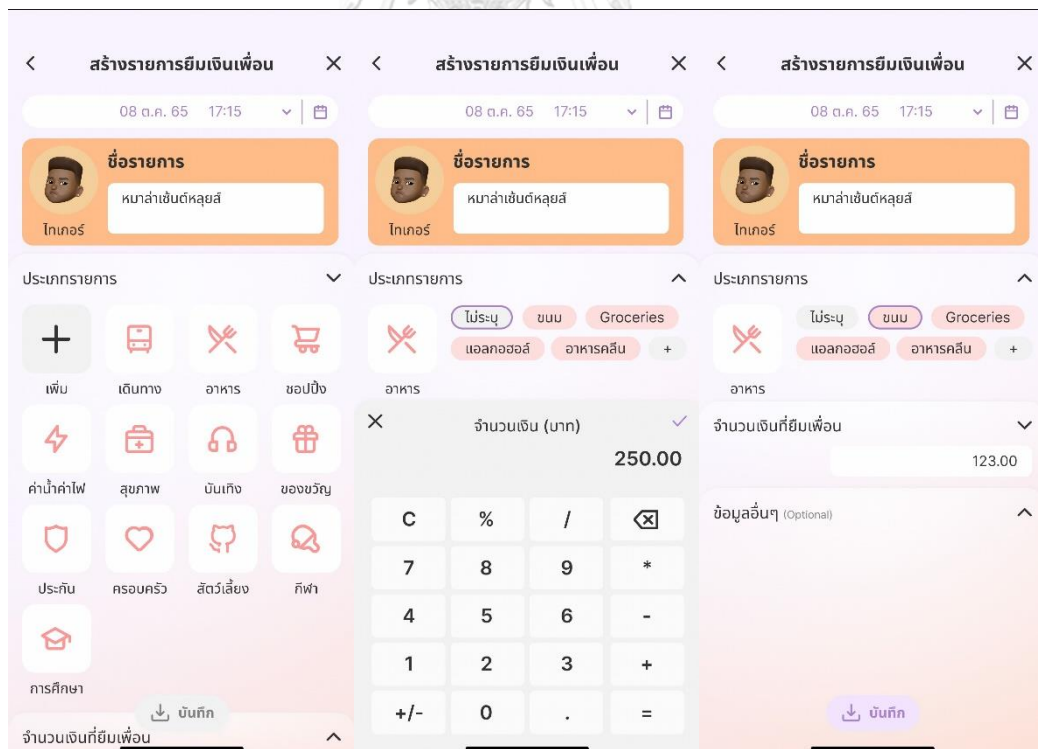 สร้างรายการยืมเงินเพื่อน
08 ต.ค. 65 17:15
ชื่อรายการ
หมาล่าเซ้นต์หลุยส์
ไทเกอร์
ประเภทรายการ
เพิ่ม เดินทาง อาหาร ชอปปิ้ง
ค่าน้ำค่าไฟ สุขภาพ บันเทิง ของขวัญ
ประกัน ครอบครัว สัตว์เลี้ยง กีฬา
การศึกษา
บันทึก
จำนวนเงินที่ยืมเพื่อน
สร้างรายการยืมเงินเพื่อน
08 ต.ค. 65 17:15
ชื่อรายการ
หมาล่าเซ้นต์หลุยส์
ไทเกอร์
ประเภทรายการ
ไม่ระบุ ขนม Groceries
แอลกอฮอล์ อาหารคลีน +
อาหาร
จำนวนเงิน (บาท)
250.00
C % /
7 8 9 *
4 5 6 -
1 2 3 +
+/- 0 . =
สร้างรายการยืมเงินเพื่อน
08 ต.ค. 65 17:15
ชื่อรายการ
หมาล่าเซ้นต์หลุยส์
ไทเกอร์
ประเภทรายการ
ไม่ระบุ ขนม Groceries
แอลกอฮอล์ อาหารคลีน +
อาหาร
จำนวนเงินที่ยืมเพื่อน
123.00
ข้อมูลอื่นๆ (Optional)
บันทึก